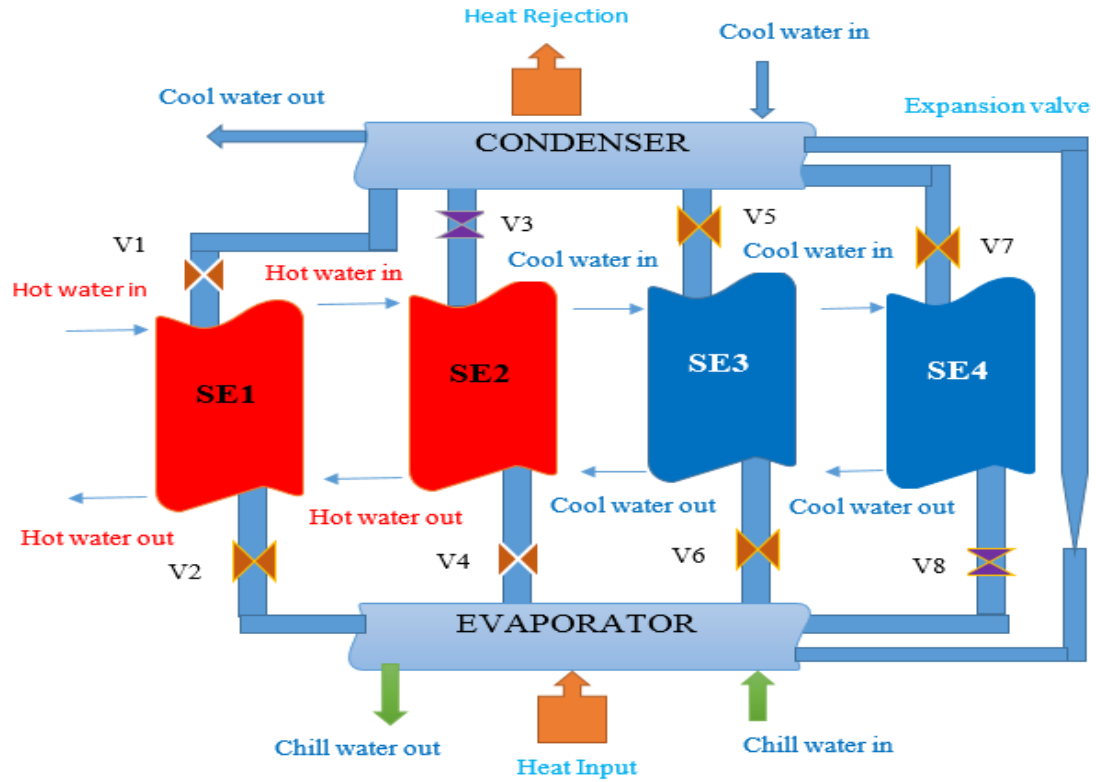 Heat Rejection
Cool water in
Cool water out
Expansion valve
CONDENSER
V1
V3
V5
V7
Hot water in
Hot water in
Cool water in
Cool water in
SE1
SE2
SE3
SE4
Hot water out
Hot water out
Cool water out
Cool water out
V2
V4
V6
V8
EVAPORATOR
Chill water out
Heat Input
Chill water in